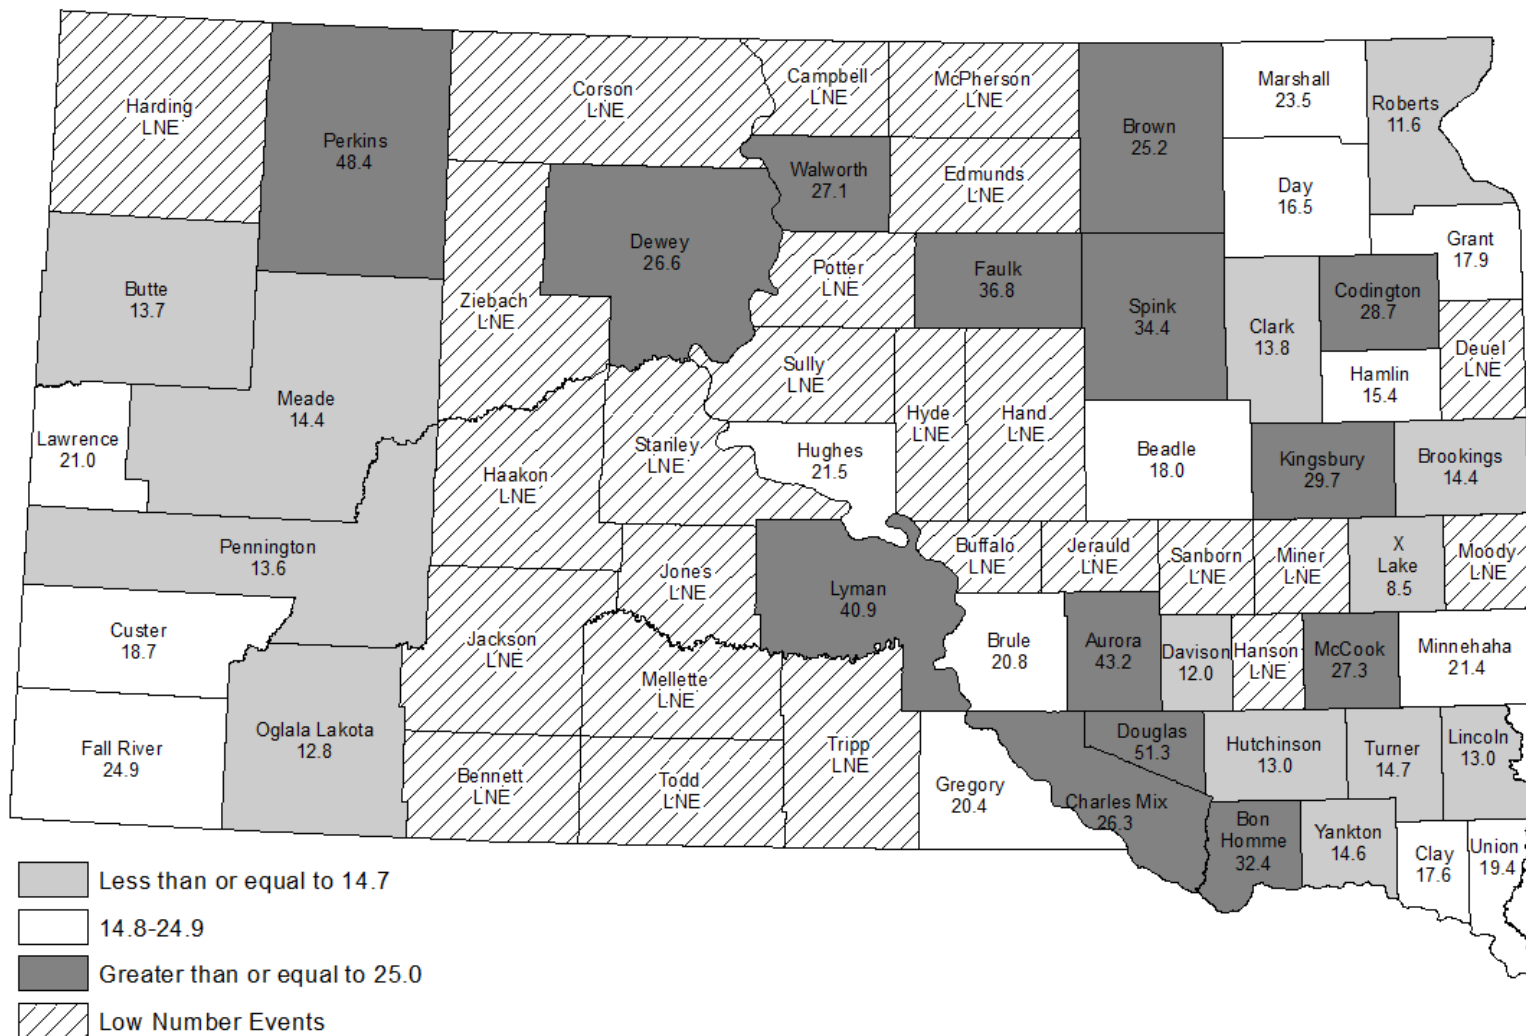 Harding
LNE
Perkins
48.4
Corson
LNE
Campbell
LNE
McPherson
LNE
Brown
25.2
Marshall
23.5
Roberts
11.6
Walworth
27.1
Edmunds
LNE
Day
16.5
Dewey
26.6
Potter
LNE
Faulk
36.8
Spink
34.4
Grant
17.9
Butte
13.7
Ziebach
LNE
Clark
13.8
Codington
28.7
Deuel
LNE
Meade
14.4
Sully
LNE
Hyde
LNE
Hand
LNE
Hamlin
15.4
Lawrence
21.0
Haakon
LNE
Stanley
LNE
Hughes
21.5
Beadle
18.0
Kingsbury
29.7
Brookings
14.4
Pennington
13.6
Jones
LNE
Lyman
40.9
Buffalo
LNE
Jerauld
LNE
Sanborn
LNE
Miner
LNE
X
Lake
8.5
Moody
LNE
Custer
18.7
Jackson
LNE
Mellette
LNE
Brule
20.8
Aurora
43.2
Davison
12.0
Hanson
LNE
McCook
27.3
Minnehaha
21.4
Fall River
24.9
Oglala Lakota
12.8
Bennett
LNE
Todd
LNE
Tripp
LNE
Gregory
20.4
Charles Mix
26.3
Douglas
51.3
Hutchinson
13.0
Turner
14.7
Lincoln
13.0
Bon
Homme
32.4
Yankton
14.6
Clay
17.6
Union
19.4
Less than or equal to 14.7
14.8-24.9
Greater than or equal to 25.0
Low Number Events